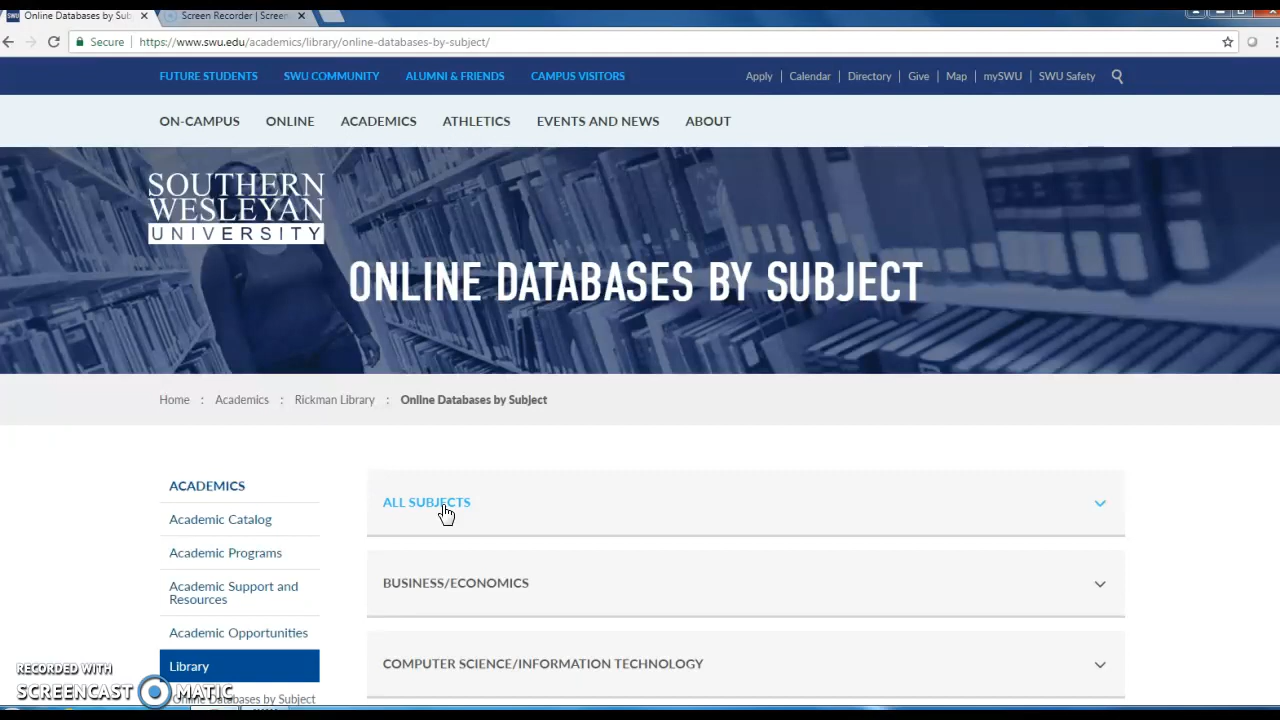 Online Databases by Sub
Screen Recorder | Screen
Secure
https://www.swu.edu/academics/library/online-databases-by-subject/
FUTURE STUDENTS SWU COMMUNITY ALUMNI & FRIENDS CAMPUS VISITORS
Apply | Calendar | Directory | Give | Map | mySWU | SWU Safety
ON-CAMPUS ONLINE ACADEMICS ATHLETICS EVENTS AND NEWS ABOUT
SOUTHERN
WESLEYAN
UNIVERSITY
ONLINE DATABASES BY SUBJECT
Home : Academics : Rickman Library : Online Databases by Subject
ACADEMICS
Academic Catalog
Academic Programs
Academic Support and
Resources
Academic Opportunities
Library
Online Databases by Subject
ALL SUBJECTS
BUSINESS/ECONOMICS
COMPUTER SCIENCE/INFORMATION TECHNOLOGY
RECORDED WITH
SCREENCAST MATIC